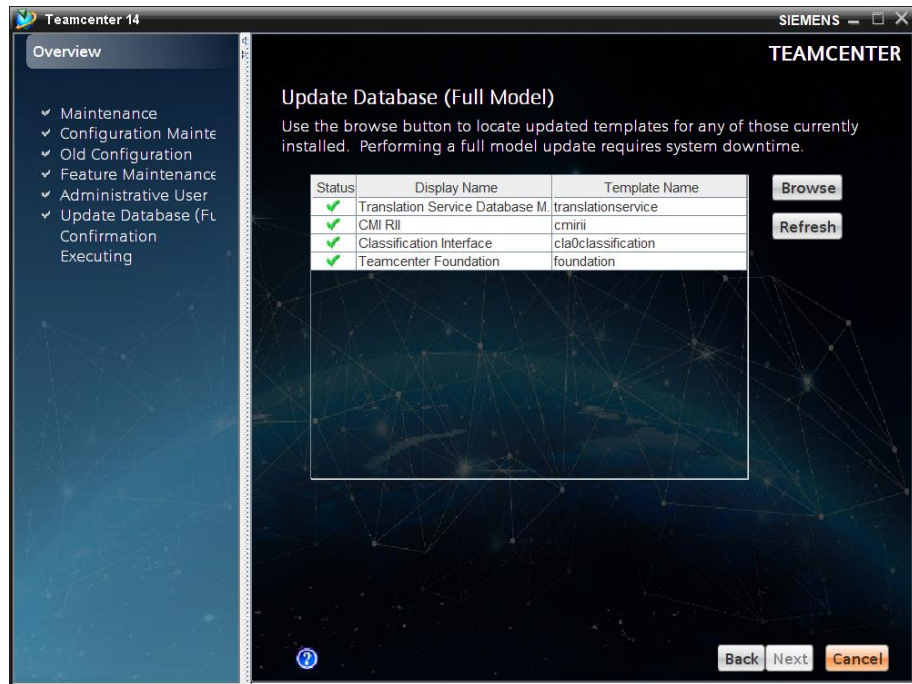 Teamcenter 14
SIEMENS
Overview
TEAMCENTER
Maintenance
Configuration Mainte
Old Configuration
Feature Maintenance
Administrative User
Update Database (Fu
Confirmation
Executing
Update Database (Full Model)
Use the browse button to locate updated templates for any of those currently
installed. Performing a full model update requires system downtime.
Status Display Name Template Name
Translation Service Database M. translationservice
CMI RII cmirii
Classification Interface cla0classification
Teamcenter Foundation foundation
Browse
Refresh
?
Back Next Cancel